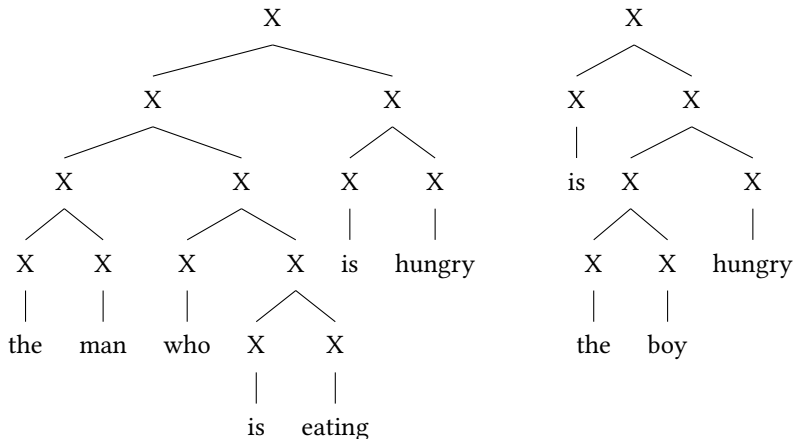 X X
X X X X
X X X X is X X
X X X X is hungry X X hungry
the man who X X the boy
is eating